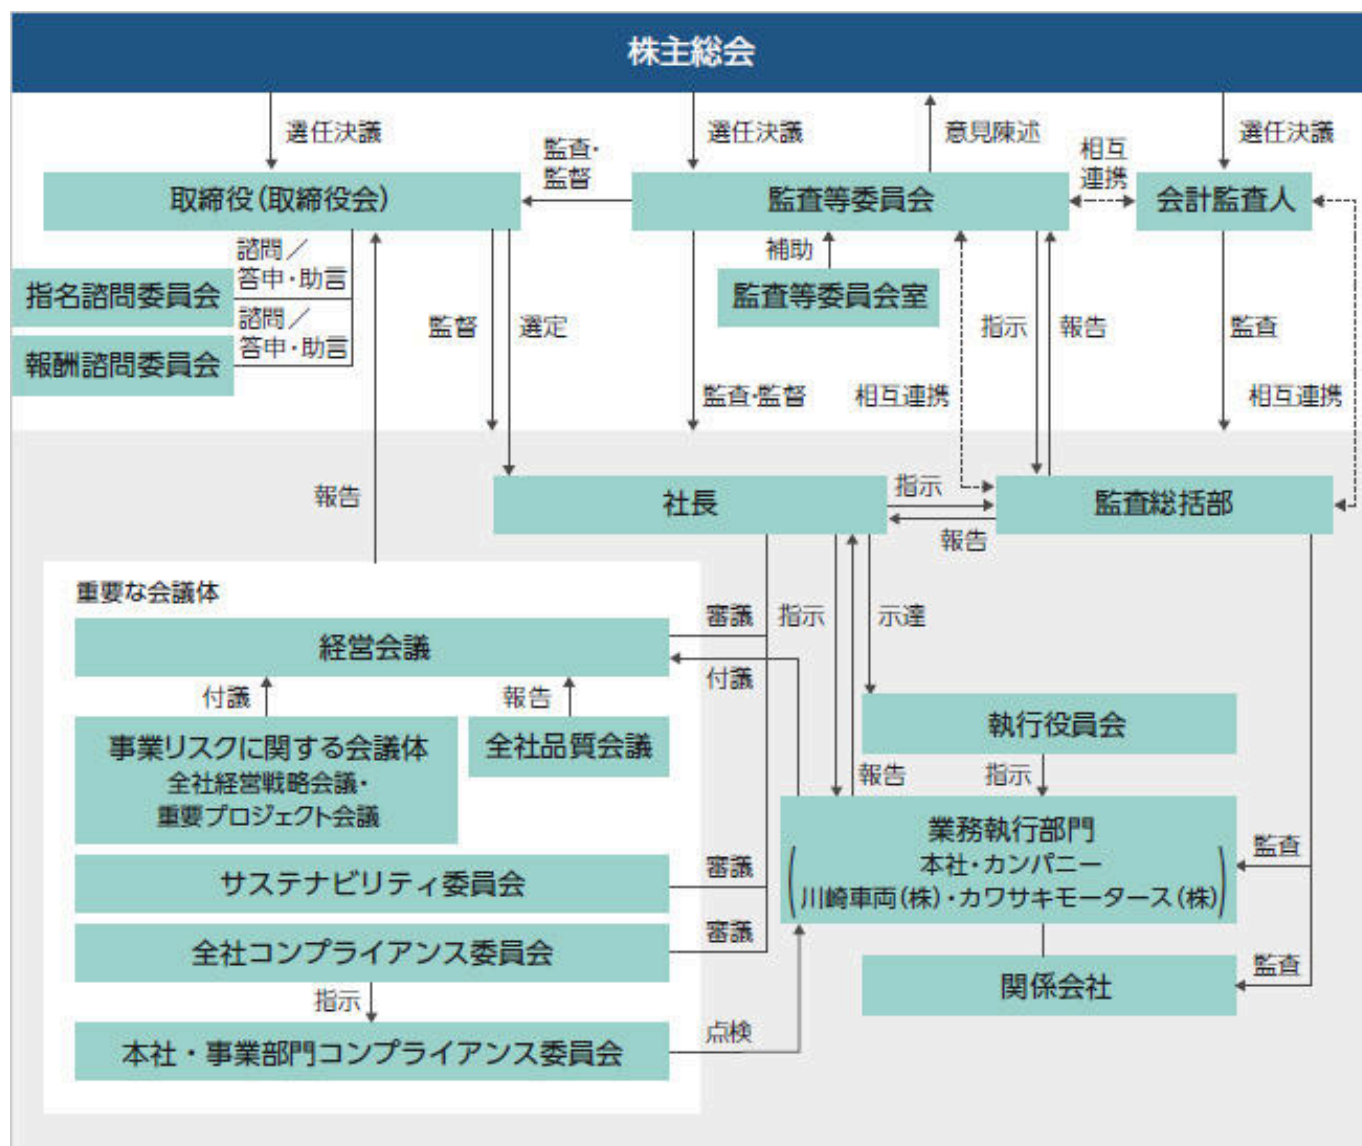 株主総会
選任決議
選任決議
意見陳述
選任決議
監査・
監督
相互
連携
取締役(取締役会)
監査等委員会
会計監査人
諮問／
答申・助言
指名諮問委員会
補助
監査等委員会室
諮問／
答申・助言
報酬諮問委員会
監督
選定
指示
報告
監査
監査・監督
相互連携
相互連携
報告
社長
指示
報告
監査総括部
重要な会議体
経営会議
審議
指示
示達
付議
付議
報告
事業リスクに関する会議体
全社経営戦略会議・
重要プロジェクト会議
全社品質会議
執行役員会
報告
指示
業務執行部門
(本社・カンパニー
川崎車両(株)・カワサキモータース(株))
監査
サステナビリティ委員会
審議
全社コンプライアンス委員会
審議
関係会社
監査
指示
本社・事業部門コンプライアンス委員会
点検